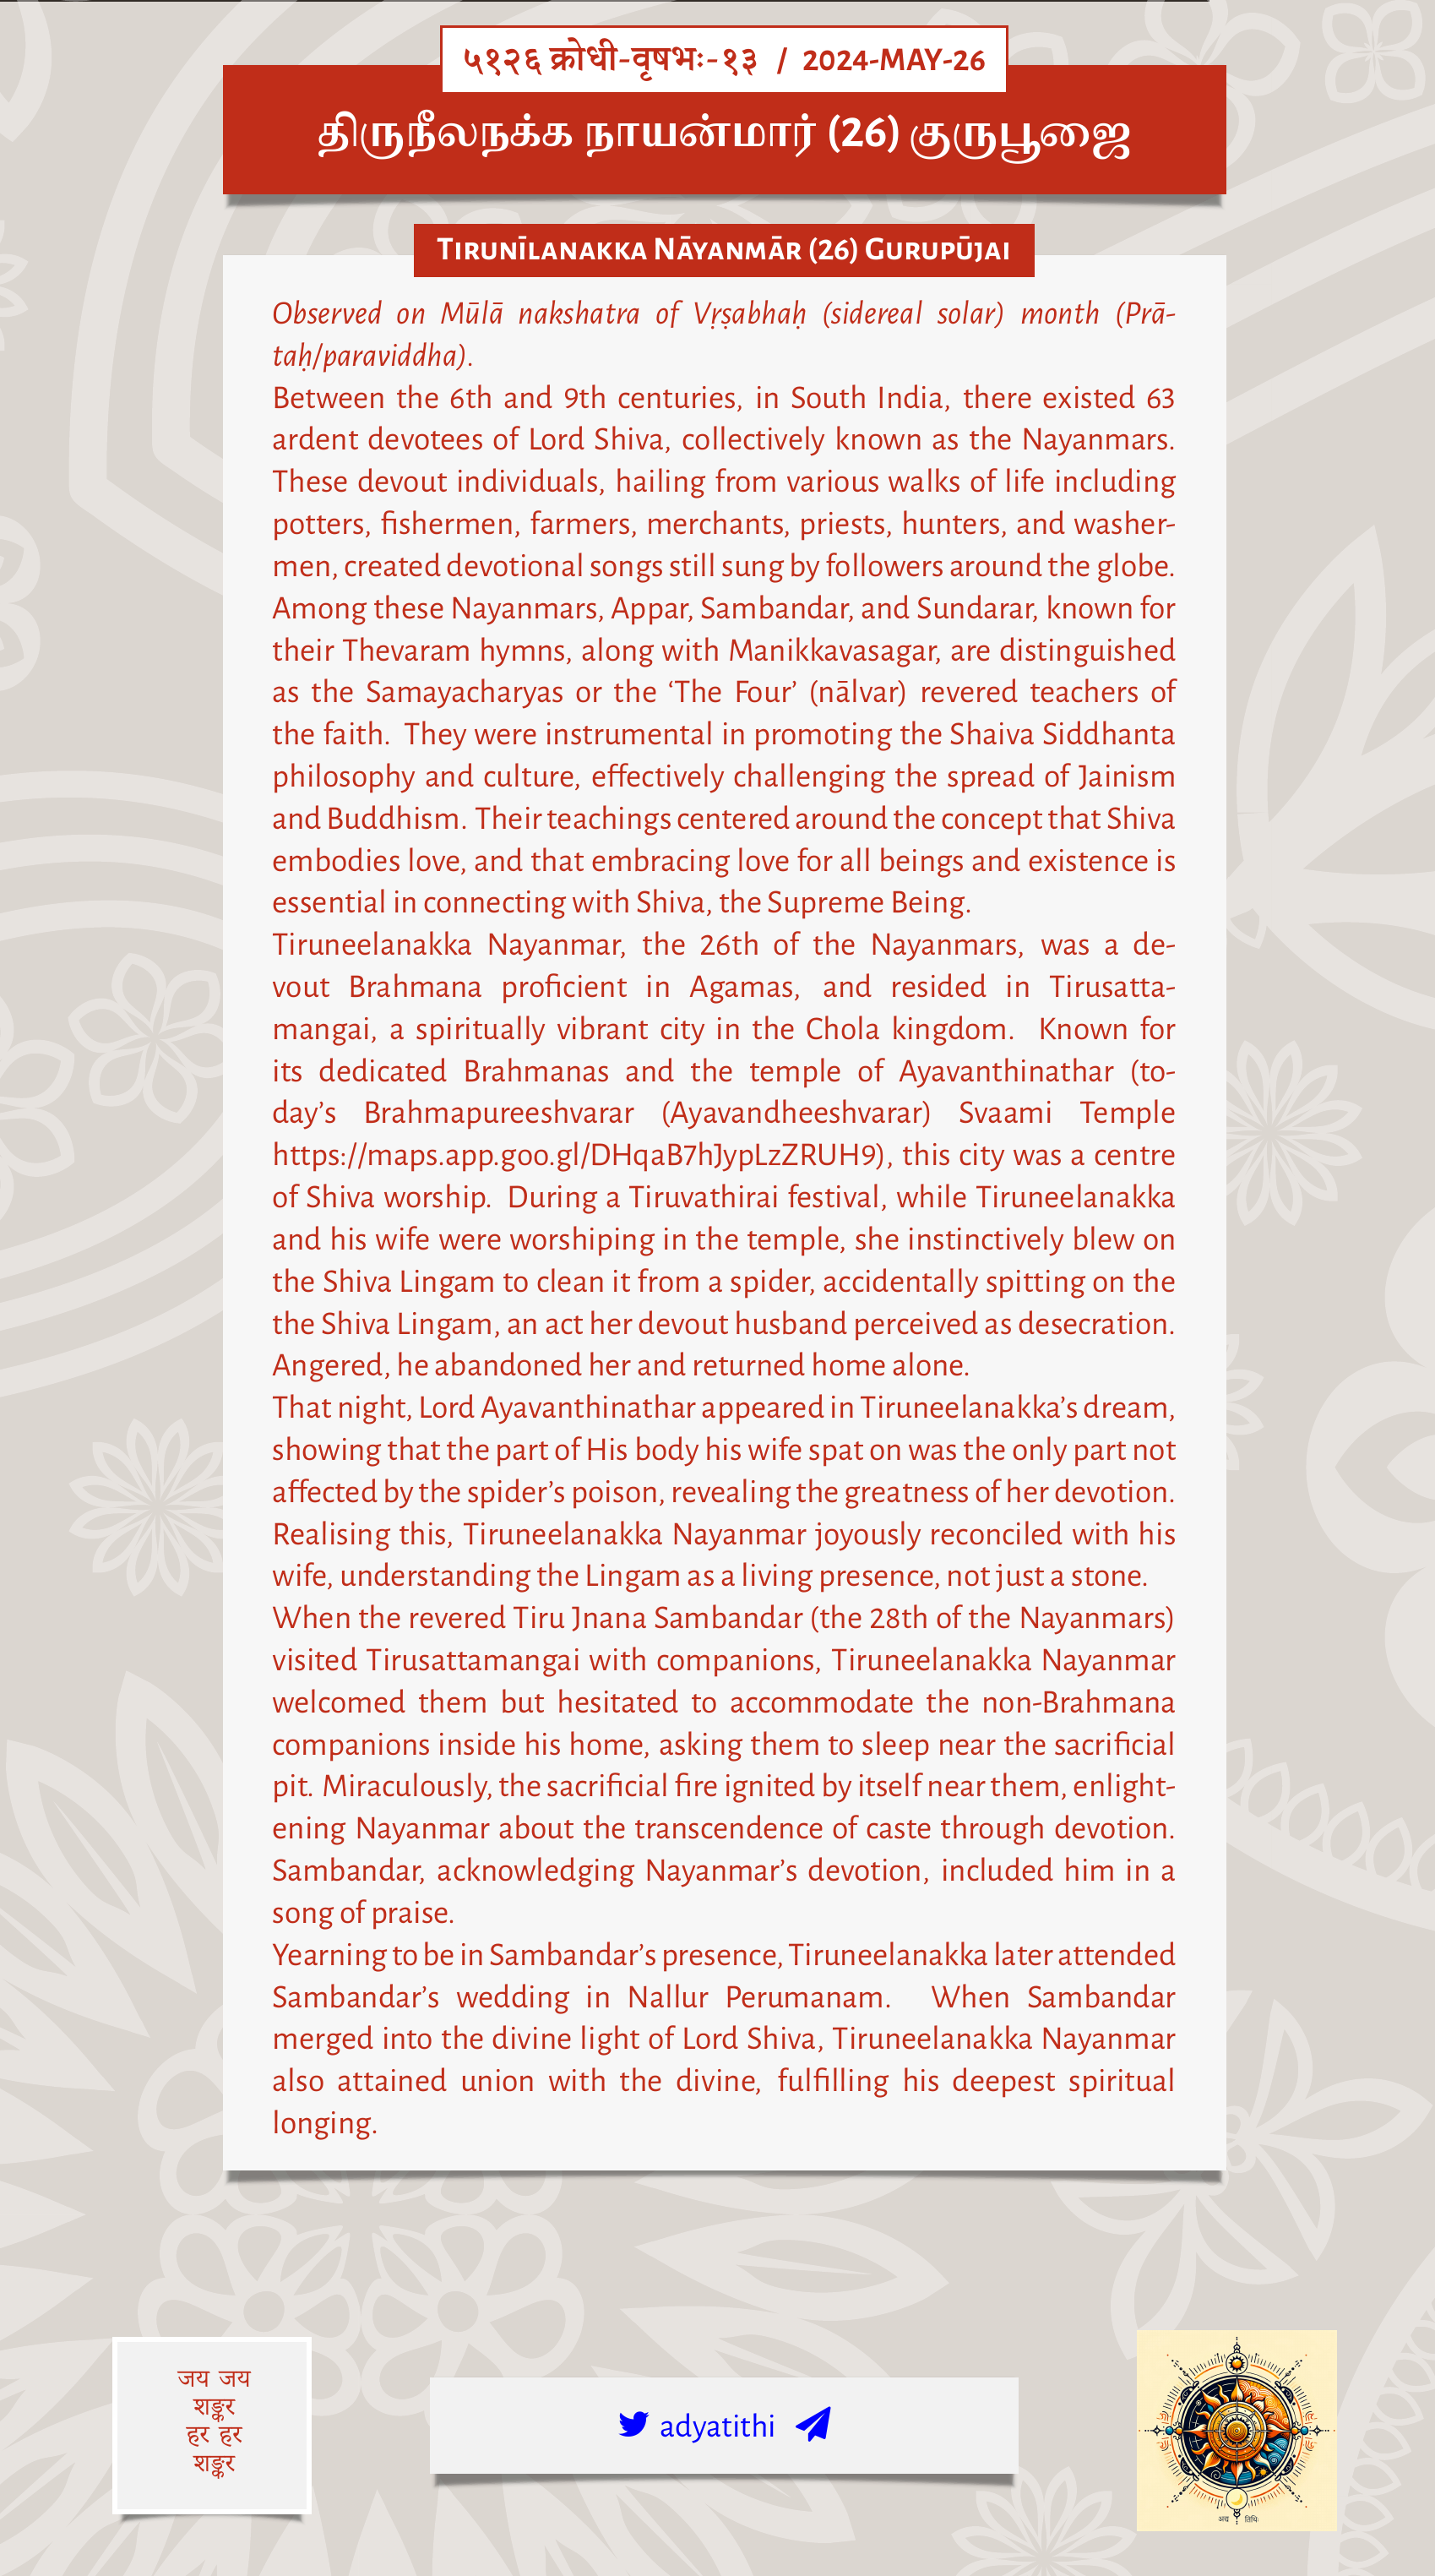 ५१२६ क्रोधी-वृषभः-१३ / 2024-MAY-26
திருநீலநக்க நாயன்மார் (26) குருபூஜை
Tirunīlanakka Nāyanmār (26) Gurupūjai
Observed on Mūlā nakshatra of Vṛṣabhaḥ (sidereal solar) month (Prā-
taḥ/paraviddha).
Between the 6th and 9th centuries, in South India, there existed 63
ardent devotees of Lord Shiva, collectively known as the Nayanmars.
These devout individuals, hailing from various walks of life including
potters, fishermen, farmers, merchants, priests, hunters, and washer-
men, created devotional songs still sung by followers around the globe.
Among these Nayanmars, Appar, Sambandar, and Sundarar, known for
their Thevaram hymns, along with Manikkavasagar, are distinguished
as the Samayacharyas or the ‘The Four’ (nālvar) revered teachers of
the faith. They were instrumental in promoting the Shaiva Siddhanta
philosophy and culture, effectively challenging the spread of Jainism
and Buddhism. Their teachings centered around the concept that Shiva
embodies love, and that embracing love for all beings and existence is
essential in connecting with Shiva, the Supreme Being.
Tiruneelanakka Nayanmar, the 26th of the Nayanmars, was a de-
vout Brahmana proficient in Agamas, and resided in Tirusatta-
mangai, a spiritually vibrant city in the Chola kingdom. Known for
its dedicated Brahmanas and the temple of Ayavanthinathar (to-
day’s Brahmapureeshvarar (Ayavandheeshvarar) Svaami Temple
https://maps.app.goo.gl/DHqaB7hJypLzZRUH9), this city was a centre
of Shiva worship. During a Tiruvathirai festival, while Tiruneelanakka
and his wife were worshiping in the temple, she instinctively blew on
the Shiva Lingam to clean it from a spider, accidentally spitting on the
the Shiva Lingam, an act her devout husband perceived as desecration.
Angered, he abandoned her and returned home alone.
That night, Lord Ayavanthinathar appeared in Tiruneelanakka’s dream,
showing that the part of His body his wife spat on was the only part not
affected by the spider’s poison, revealing the greatness of her devotion.
Realising this, Tiruneelanakka Nayanmar joyously reconciled with his
wife, understanding the Lingam as a living presence, not just a stone.
When the revered Tiru Jnana Sambandar (the 28th of the Nayanmars)
visited Tirusattamangai with companions, Tiruneelanakka Nayanmar
welcomed them but hesitated to accommodate the non-Brahmana
companions inside his home, asking them to sleep near the sacrificial
pit. Miraculously, the sacrificial fire ignited by itself near them, enlight-
ening Nayanmar about the transcendence of caste through devotion.
Sambandar, acknowledging Nayanmar’s devotion, included him in a
song of praise.
Yearning to be in Sambandar’s presence, Tiruneelanakka later attended
Sambandar’s wedding in Nallur Perumanam. When Sambandar
merged into the divine light of Lord Shiva, Tiruneelanakka Nayanmar
also attained union with the divine, fulfilling his deepest spiritual
longing.
जय जय
शङ्कर
हर हर
शङ्कर
adyatithi
अद्य तिथिः